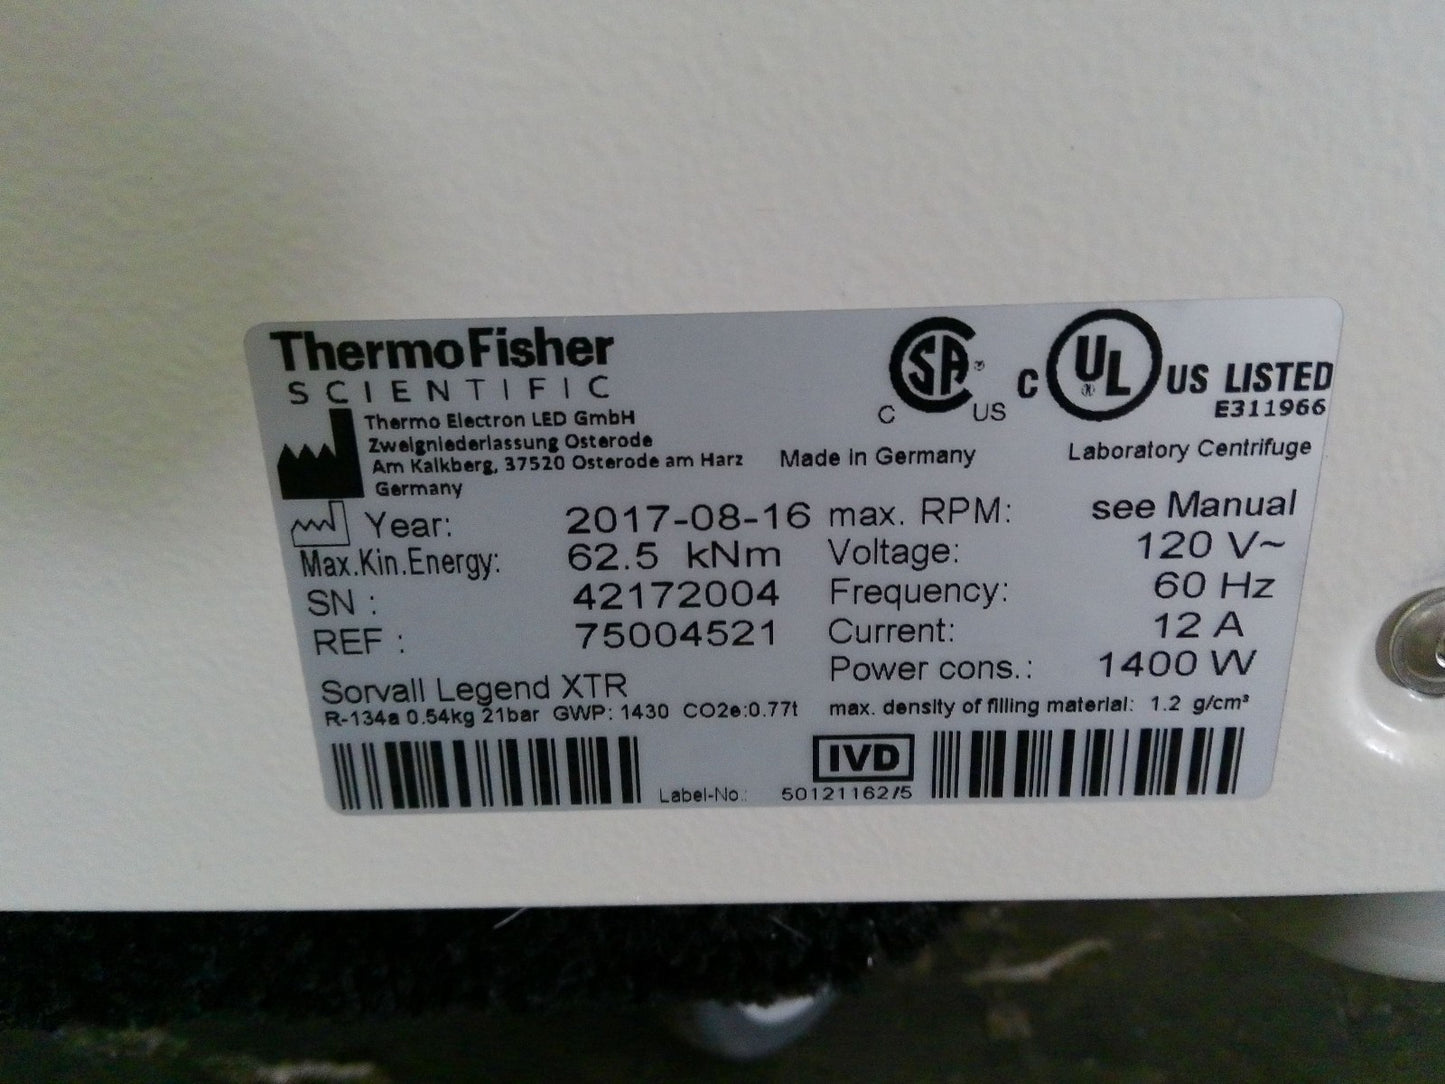 ThermoFisher
SCIENTIFIC
Thermo Electron LED GmbH
Zweigniederlassung Osterode
Am Kalkberg, 37520 Osterode am Harz
Germany
Made in Germany
C SA ® US
C UL ® US LISTED
E311966
Laboratory Centrifuge
Year: 2017-08-16
Max.Kin.Energy: 62.5 kNm
SN : 42172004
REF : 75004521
max. RPM: see Manual
Voltage: 120 V~
Frequency: 60 Hz
Current: 12 A
Power cons.: 1400 W
Sorvall Legend XTR
R-134a 0.54kg 21bar GWP: 1430 CO2e:0.77t
max. density of filling material: 1.2 g/cm³
IVD
Label-No.: 50121162/5